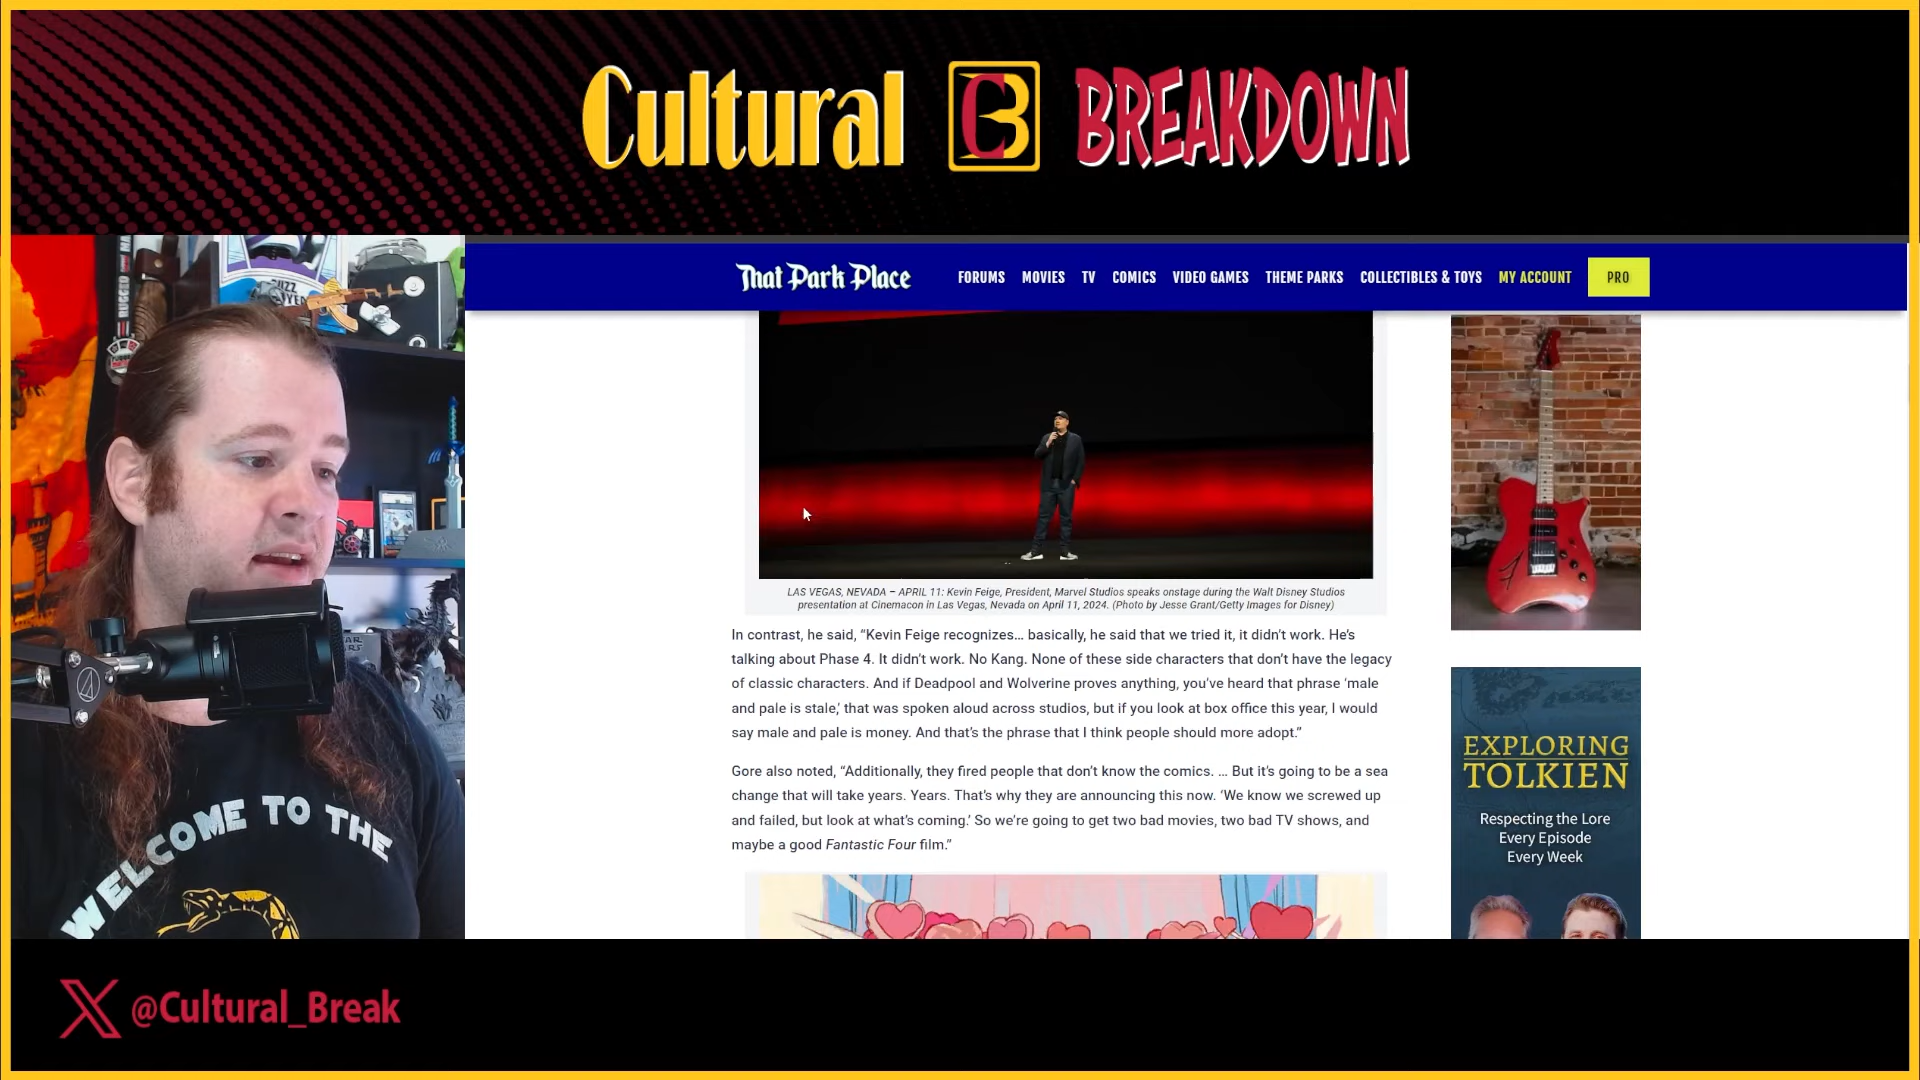 Cultural CB BREAKDOWN
That Park Place FORUMS MOVIES TV COMICS VIDEO GAMES THEME PARKS COLLECTIBLES & TOYS MY ACCOUNT PRO
LAS VEGAS, NEVADA – APRIL 11: Kevin Feige, President, Marvel Studios speaks onstage during the Walt Disney Studios
presentation at Cinemacon in Las Vegas, Nevada on April 11, 2024. (Photo by Jesse Grant/Getty Images for Disney)
In contrast, he said, “Kevin Feige recognizes… basically, he said that we tried it, it didn’t work. He’s
talking about Phase 4. It didn’t work. No Kang. None of these side characters that don’t have the legacy
of classic characters. And if Deadpool and Wolverine proves anything, you’ve heard that phrase ‘male
and pale is stale,’ that was spoken aloud across studios, but if you look at box office this year, I would
say male and pale is money. And that’s the phrase that I think people should more adopt.”
Gore also noted, “Additionally, they fired people that don’t know the comics. … But it’s going to be a sea
change that will take years. Years. That’s why they are announcing this now. ‘We know we screwed up
and failed, but look at what’s coming.’ So we’re going to get two bad movies, two bad TV shows, and
maybe a good Fantastic Four film.”
EXPLORING
TOLKIEN
Respecting the Lore
Every Episode
Every Week
WELCOME TO THE
@Cultural_Break